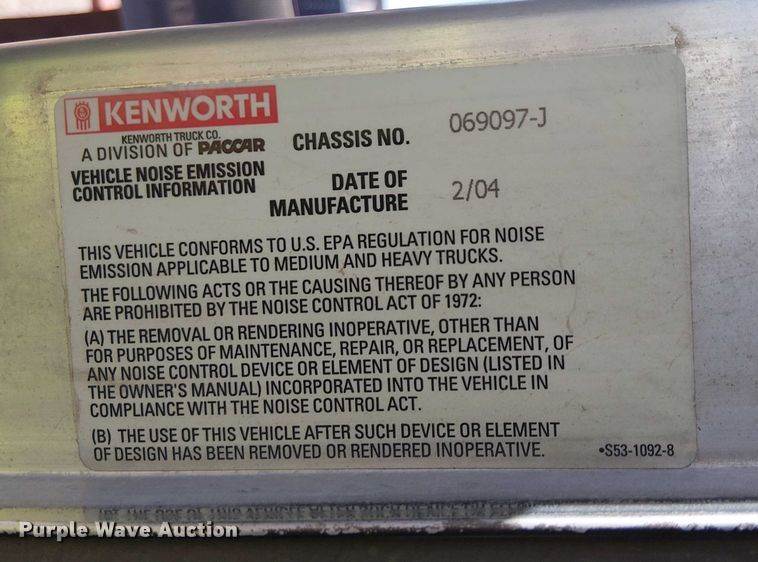 KENWORTH
KENWORTH TRUCK CO.
A DIVISION OF PACCAR
VEHICLE NOISE EMISSION
CONTROL INFORMATION
CHASSIS NO. 069097-J
DATE OF
MANUFACTURE 2/04
THIS VEHICLE CONFORMS TO U.S. EPA REGULATION FOR NOISE
EMISSION APPLICABLE TO MEDIUM AND HEAVY TRUCKS.
THE FOLLOWING ACTS OR THE CAUSING THEREOF BY ANY PERSON
ARE PROHIBITED BY THE NOISE CONTROL ACT OF 1972:
(A) THE REMOVAL OR RENDERING INOPERATIVE, OTHER THAN
FOR PURPOSES OF MAINTENANCE, REPAIR, OR REPLACEMENT, OF
ANY NOISE CONTROL DEVICE OR ELEMENT OF DESIGN (LISTED IN
THE OWNER'S MANUAL) INCORPORATED INTO THE VEHICLE IN
COMPLIANCE WITH THE NOISE CONTROL ACT.
(B) THE USE OF THIS VEHICLE AFTER SUCH DEVICE OR ELEMENT
OF DESIGN HAS BEEN REMOVED OR RENDERED INOPERATIVE.
•S53-1092-8
Purple Wave Auction